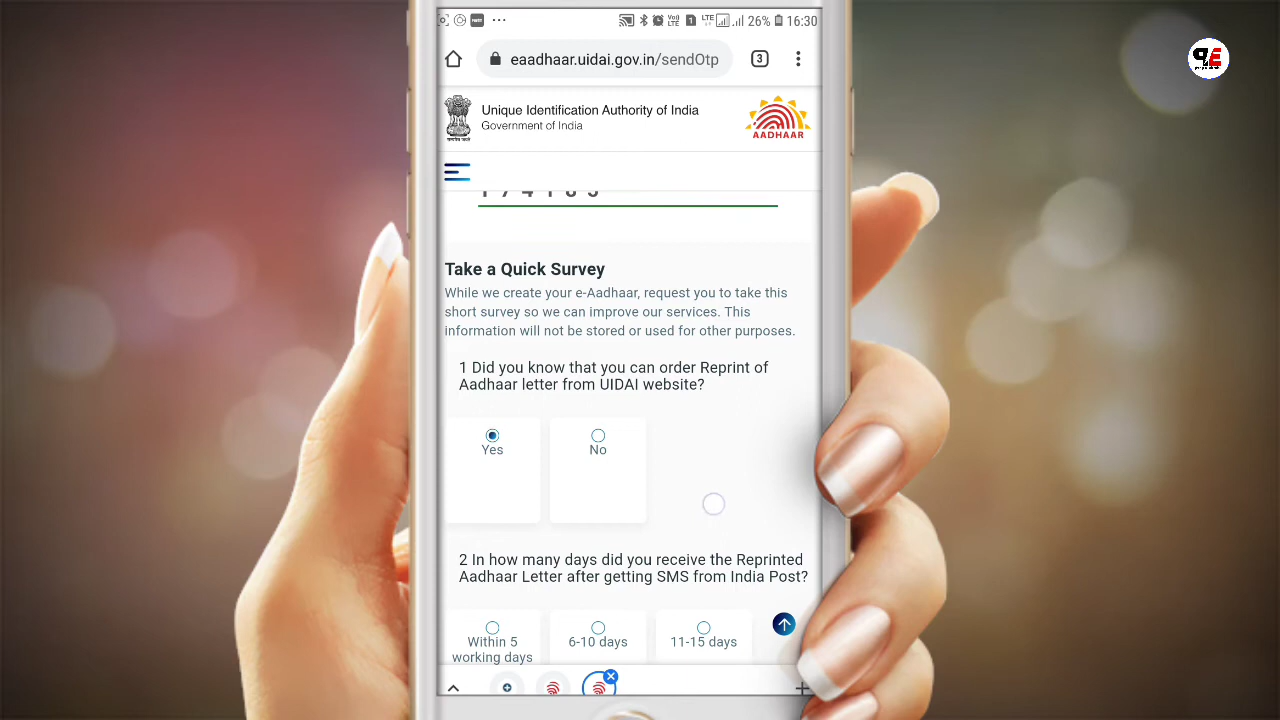 LTE 1 LTE 26% 16:30
eaadhaar.uidai.gov.in/sendOtp
3
Unique Identification Authority of India
Government of India
AADHAAR
Take a Quick Survey
While we create your e-Aadhaar, request you to take this
short survey so we can improve our services. This
information will not be stored or used for other purposes.
1 Did you know that you can order Reprint of
Aadhaar letter from UIDAI website?
Yes
No
2 In how many days did you receive the Reprinted
Aadhaar Letter after getting SMS from India Post?
Within 5
working days
6-10 days
11-15 days